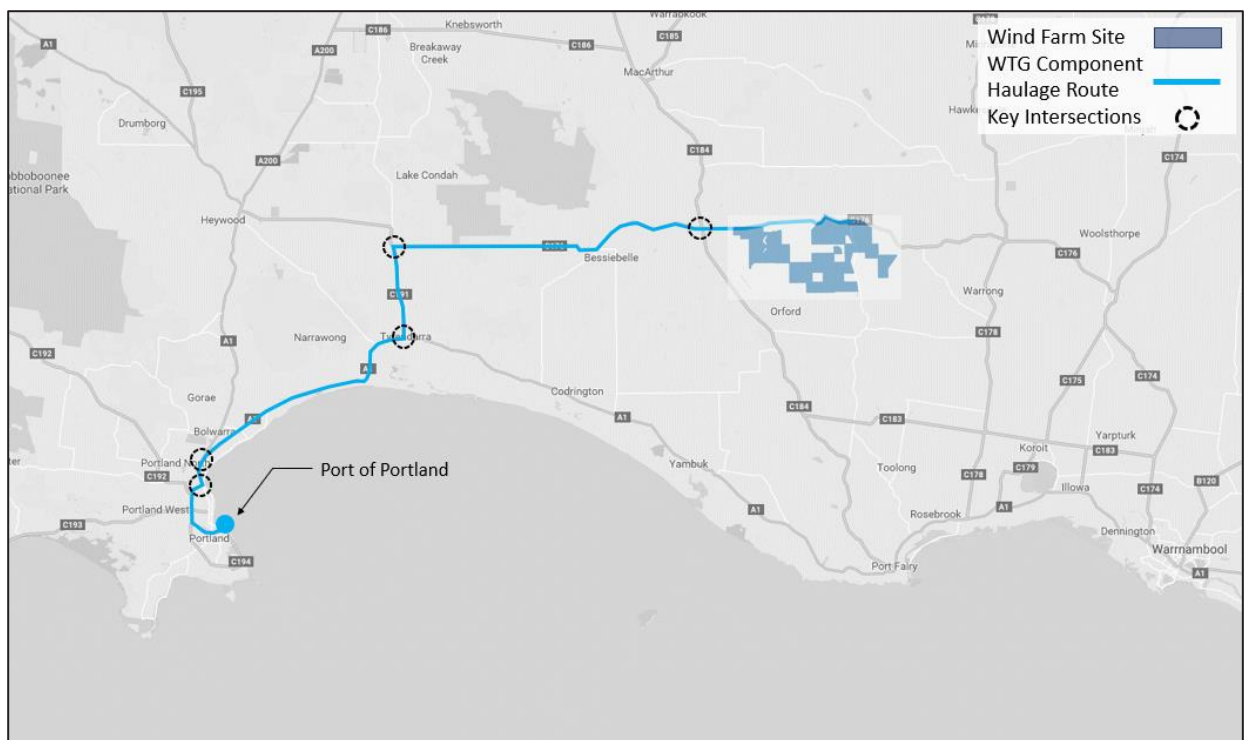 Wind Farm Site
WTG Component
Haulage Route
Key Intersections
Knebsworth
C186
A1
A200
Breakaway
Creek
C186
C185
MacArthur
C195
Drumborg
C174
A200
C184
National Park
Lake Condah
Heywood
Woolsthorpe
C176
Bessiebelle
C191
Warrong
Orford
A1
Narrawong
C178
C192
A1
Codrington
C175
C174
Gorae
A1
C184
C183
Bolwarra
Koroit
Yarpturk
C183
Port of Portland
Yambuk
Toolong
C179
C192
C178
Illowa
C174
B120
Portland West
A1
Rosebrook
A1
C193
Portland
Dennington
Warrnambool
C194
Port Fairy
A1